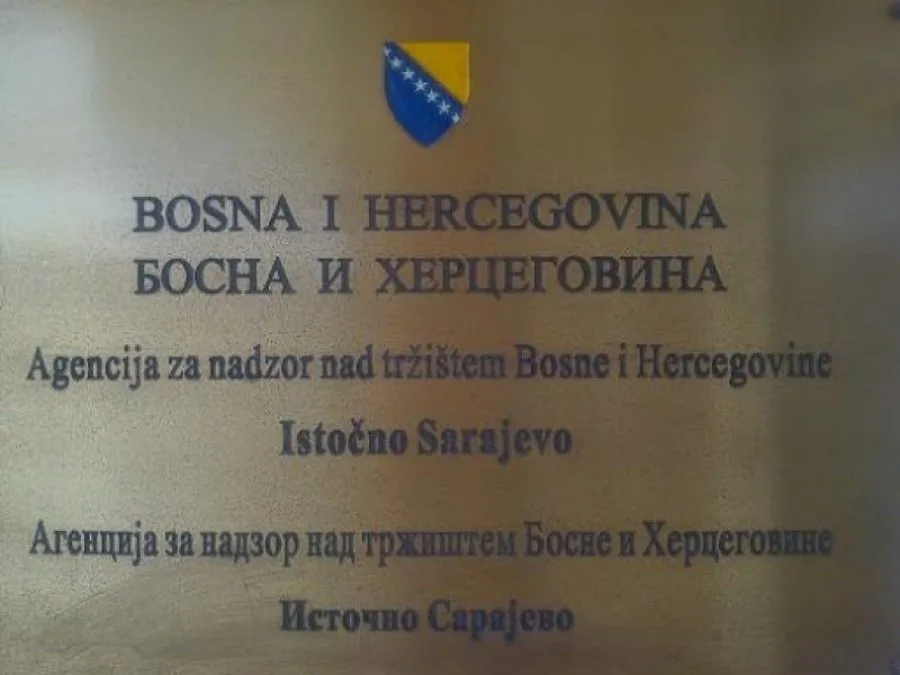 BOSNA I HERCEGOVINA
БОСНА И ХЕРЦЕГОВИНА
Agencija za nadzor nad tržištem Bosne i Hercegovine
Istočno Sarajevo
Агенција за надзор над тржиштем Босне и Херцеговине
Источно Сарајево